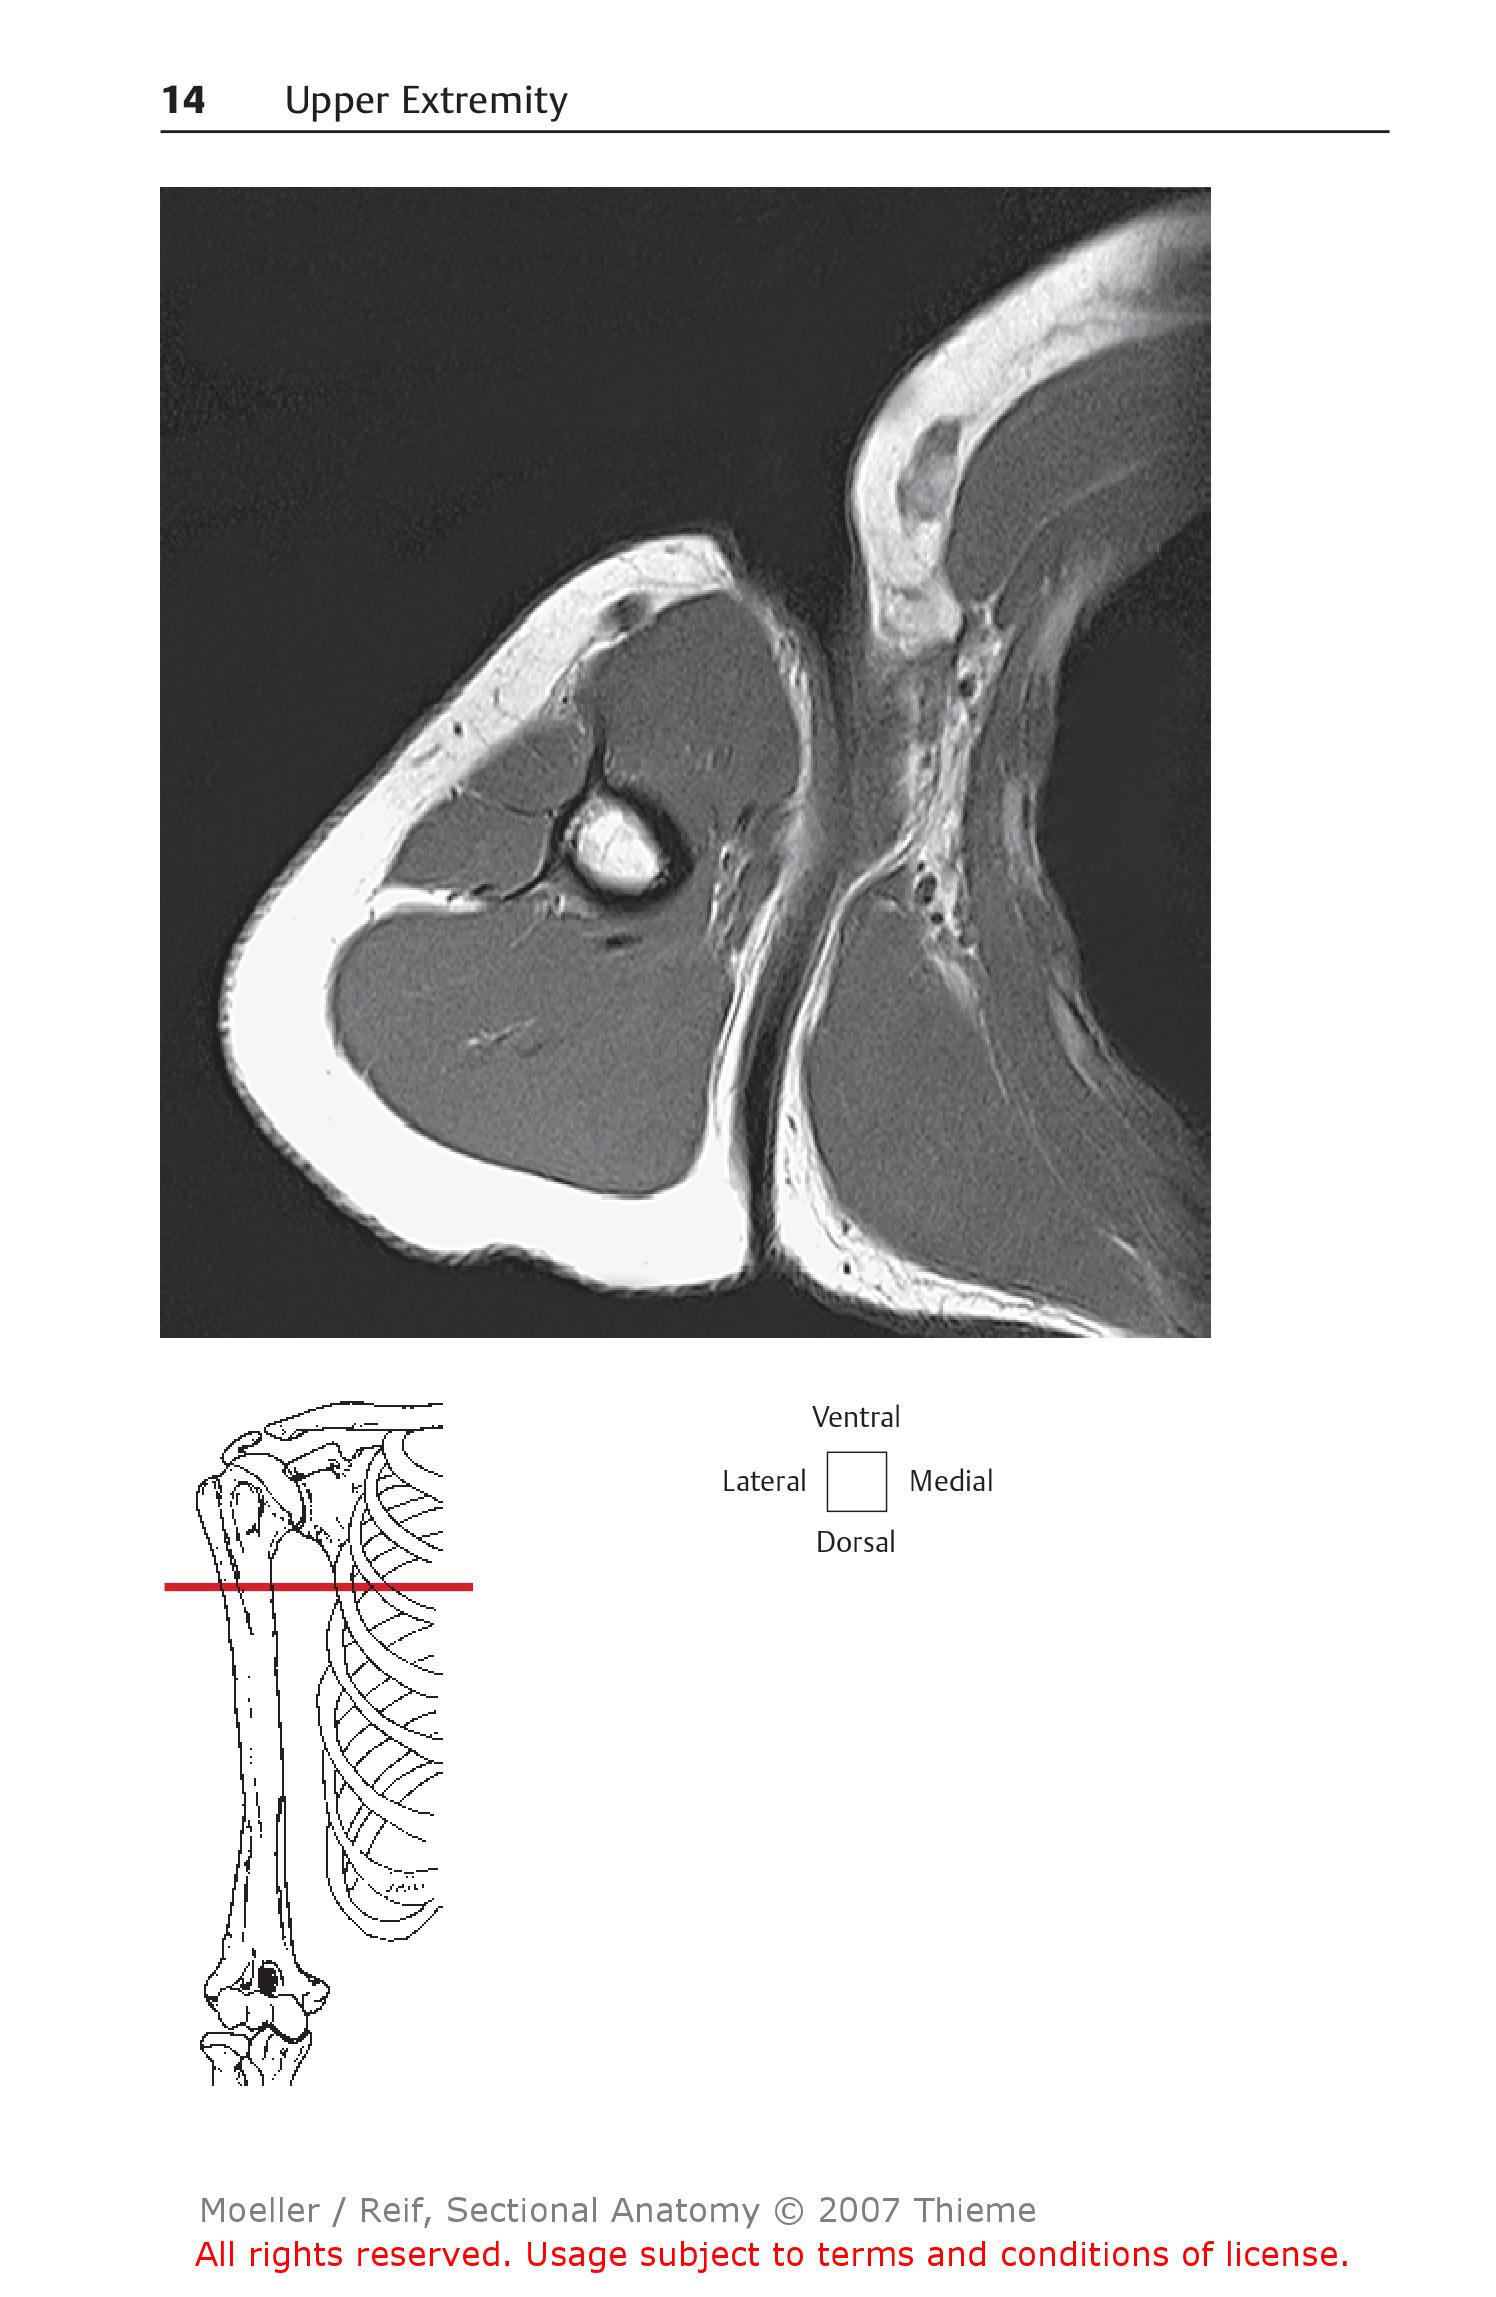 14 Upper Extremity
Ventral
Lateral Medial
Dorsal
Moeller / Reif, Sectional Anatomy © 2007 Thieme
All rights reserved. Usage subject to terms and conditions of license.